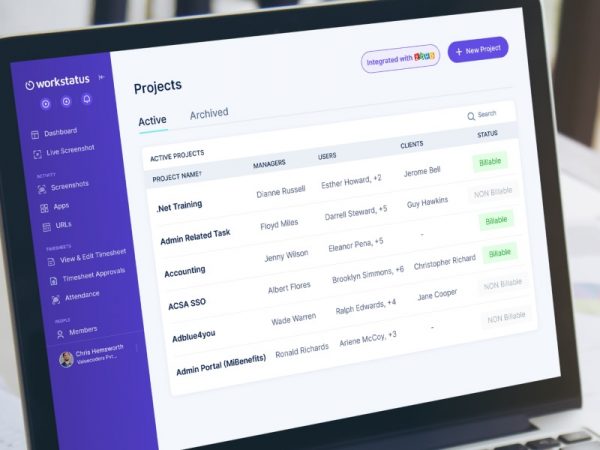 workstatus
Dashboard
Live Screenshot
ACTIVITY
Screenshots
Apps
URLs
TIMESHEETS
View & Edit Timesheet
Timesheet Approvals
Attendance
PEOPLE
Members
Chris Hemsworth
Valuecoders Pvt...
Projects
Integrated with ZOHO
+ New Project
Active Archived
ACTIVE PROJECTS Search
PROJECT NAME↑ MANAGERS USERS CLIENTS STATUS
.Net Training Dianne Russell Esther Howard, +2 Jerome Bell Billable
Admin Related Task Floyd Miles Darrell Steward, +5 Guy Hawkins NON Billable
Accounting Jenny Wilson Eleanor Pena, +5 - Billable
ACSA SSO Albert Flores Brooklyn Simmons, +6 Christopher Richard Billable
Adblue4you Wade Warren Ralph Edwards, +4 Jane Cooper NON Billable
Admin Portal (MiBenefits) Ronald Richards Arlene McCoy, +3 - NON Billable